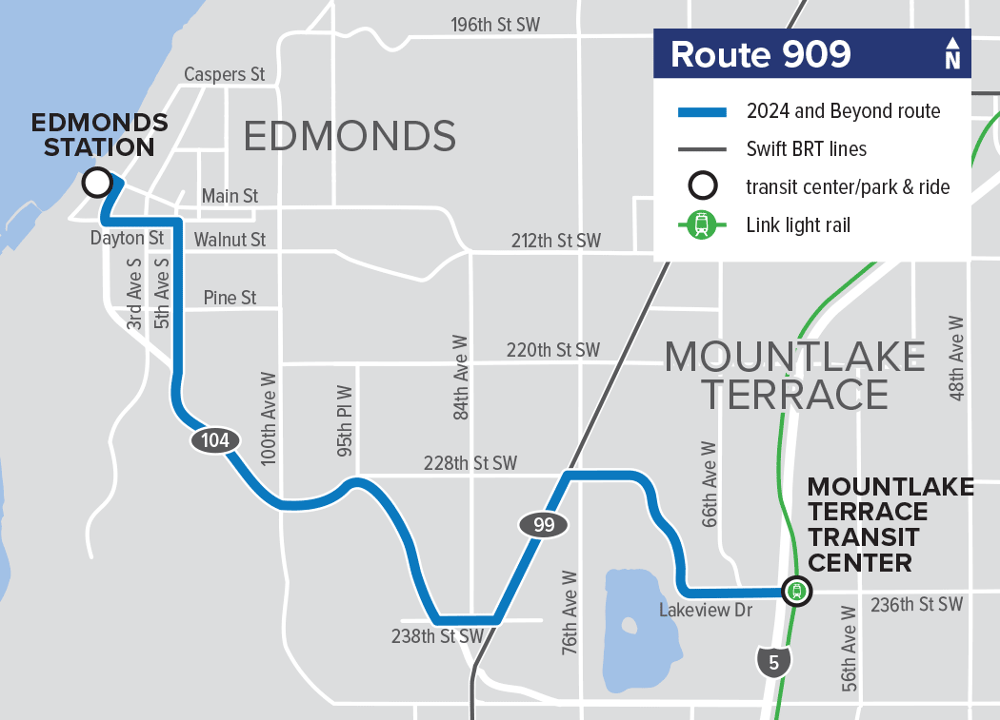 196th St SW
Route 909
N
2024 and Beyond route
Swift BRT lines
transit center/park & ride
Link light rail
Caspers St
EDMONDS
STATION
EDMONDS
Main St
Dayton St
Walnut St
212th St SW
3rd Ave S
5th Ave S
Pine St
220th St SW
84th Ave W
MOUNTLAKE
TERRACE
48th Ave W
100th Ave W
95th Pl W
104
228th St SW
66th Ave W
MOUNTLAKE
TERRACE
TRANSIT
CENTER
99
76th Ave W
Lakeview Dr
236th St SW
238th St SW
56th Ave W
5